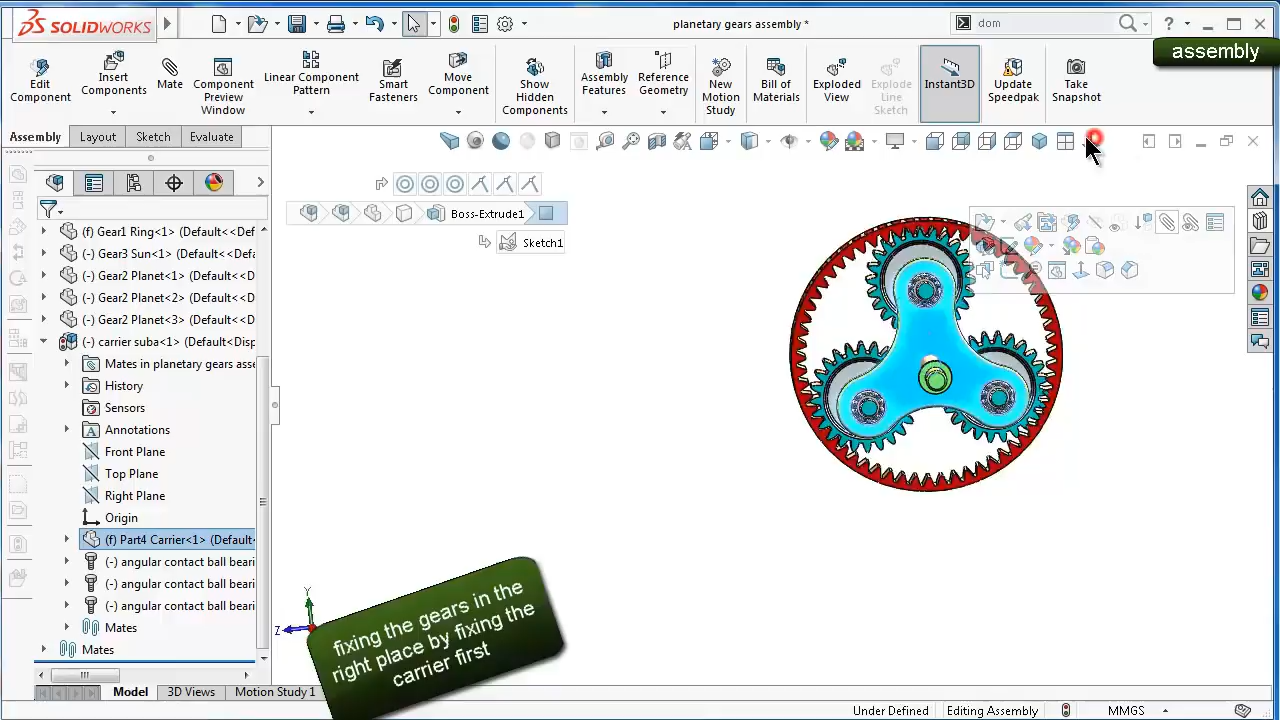 SOLIDWORKS
planetary gears assembly *
dom
assembly
Edit Component
Insert Components
Mate
Component Preview Window
Linear Component Pattern
Smart Fasteners
Move Component
Show Hidden Components
Assembly Features
Reference Geometry
New Motion Study
Bill of Materials
Exploded View
Explode Line Sketch
Instant3D
Update Speedpak
Take Snapshot
Assembly
Layout
Sketch
Evaluate
Boss-Extrude1
Sketch1
(f) Gear1 Ring<1> (Default<<Def
(-) Gear3 Sun<1> (Default<<Defa
(-) Gear2 Planet<1> (Default<<D
(-) Gear2 Planet<2> (Default<<D
(-) Gear2 Planet<3> (Default<<D
(-) carrier suba<1> (Default<Disp
Mates in planetary gears asse
History
Sensors
Annotations
Front Plane
Top Plane
Right Plane
Origin
(f) Part4 Carrier<1> (Default<
(-) angular contact ball beari
(-) angular contact ball beari
(-) angular contact ball beari
Mates
Mates
Y
Z
fixing the gears in the
right place by fixing the
carrier first
Model
3D Views
Motion Study 1
Under Defined
Editing Assembly
MMGS